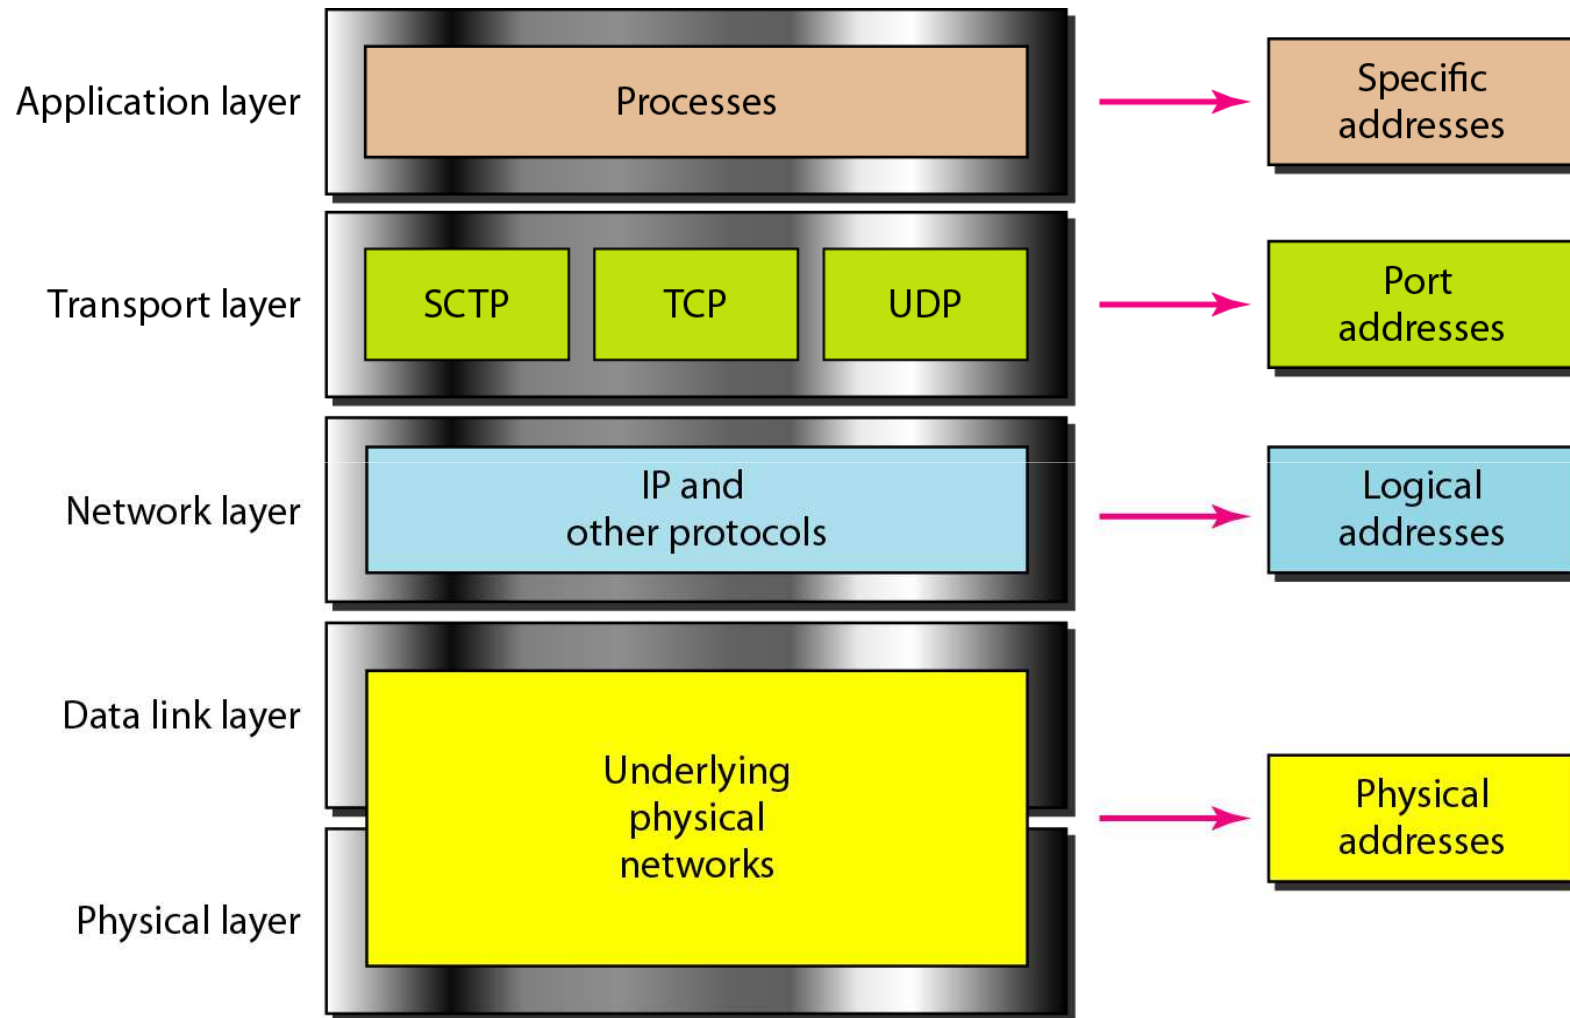 Application layer
Processes
Specific
addresses
Transport layer
SCTP
TCP
UDP
Port
addresses
Network layer
IP and
other protocols
Logical
addresses
Data link layer
Underlying
physical
networks
Physical
addresses
Physical layer